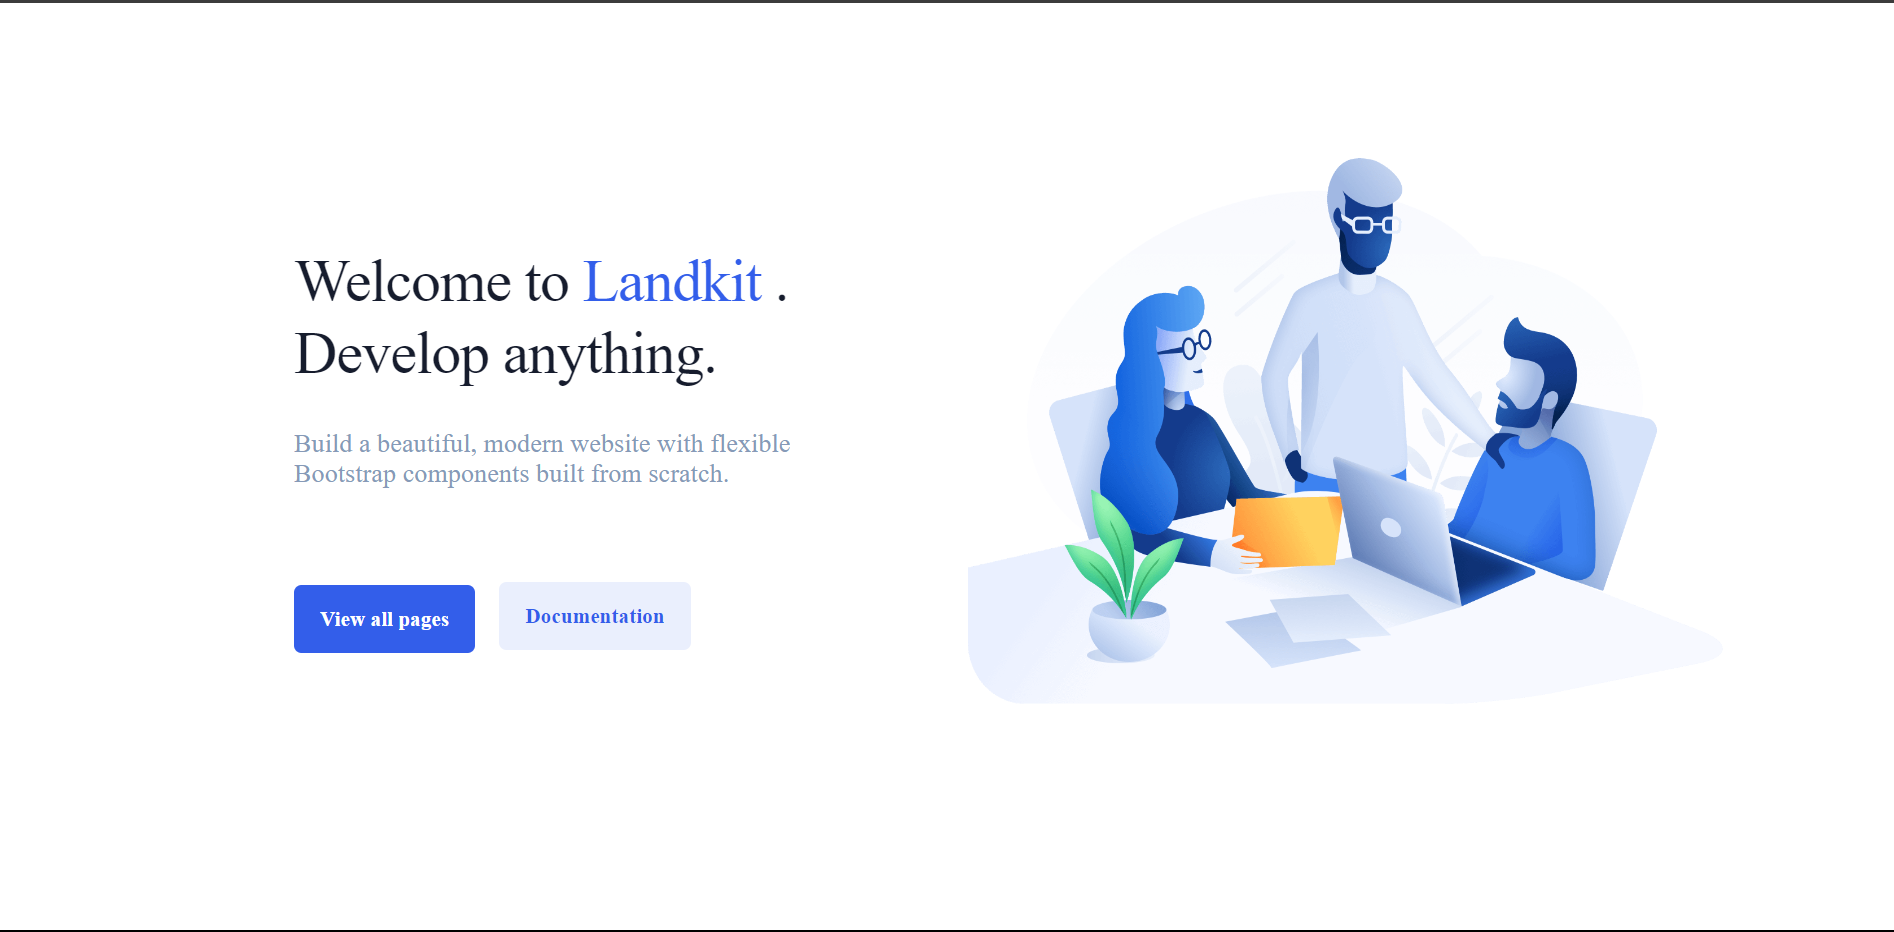 Welcome to Landkit .
Develop anything.
Build a beautiful, modern website with flexible
Bootstrap components built from scratch.
View all pages
Documentation